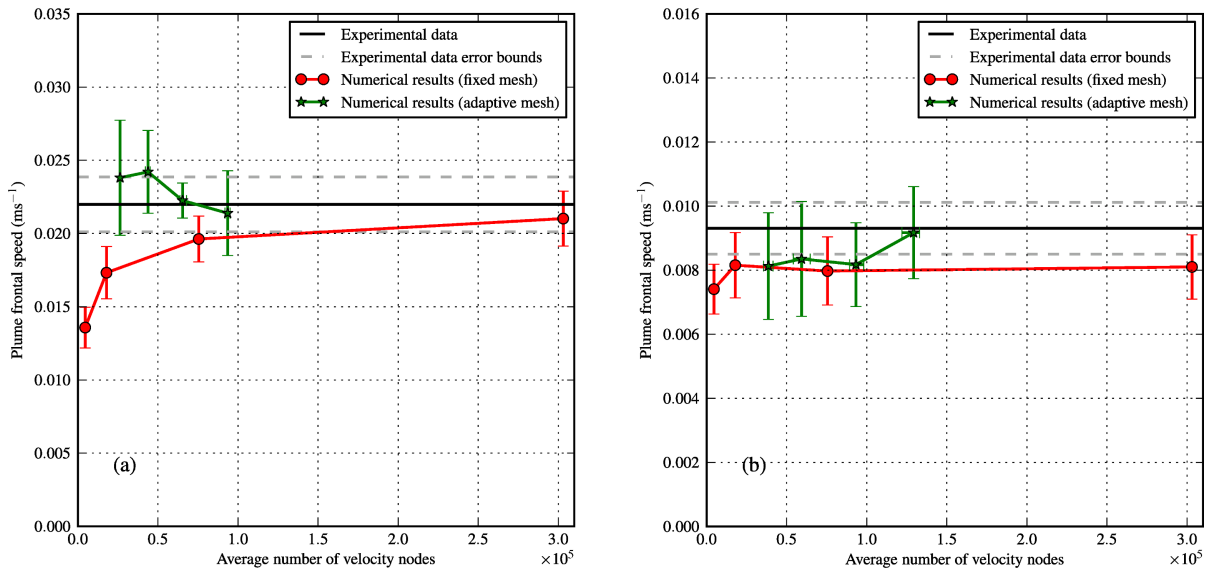 0.035
0.030
0.025
0.020
0.015
0.010
0.005
0.000
Plume frontal speed (ms⁻¹)
Experimental data
Experimental data error bounds
Numerical results (fixed mesh)
Numerical results (adaptive mesh)
(a)
0.0 0.5 1.0 1.5 2.0 2.5 3.0
Average number of velocity nodes
×10⁵
0.016
0.014
0.012
0.010
0.008
0.006
0.004
0.002
0.000
Plume frontal speed (ms⁻¹)
Experimental data
Experimental data error bounds
Numerical results (fixed mesh)
Numerical results (adaptive mesh)
(b)
0.0 0.5 1.0 1.5 2.0 2.5 3.0
Average number of velocity nodes
×10⁵